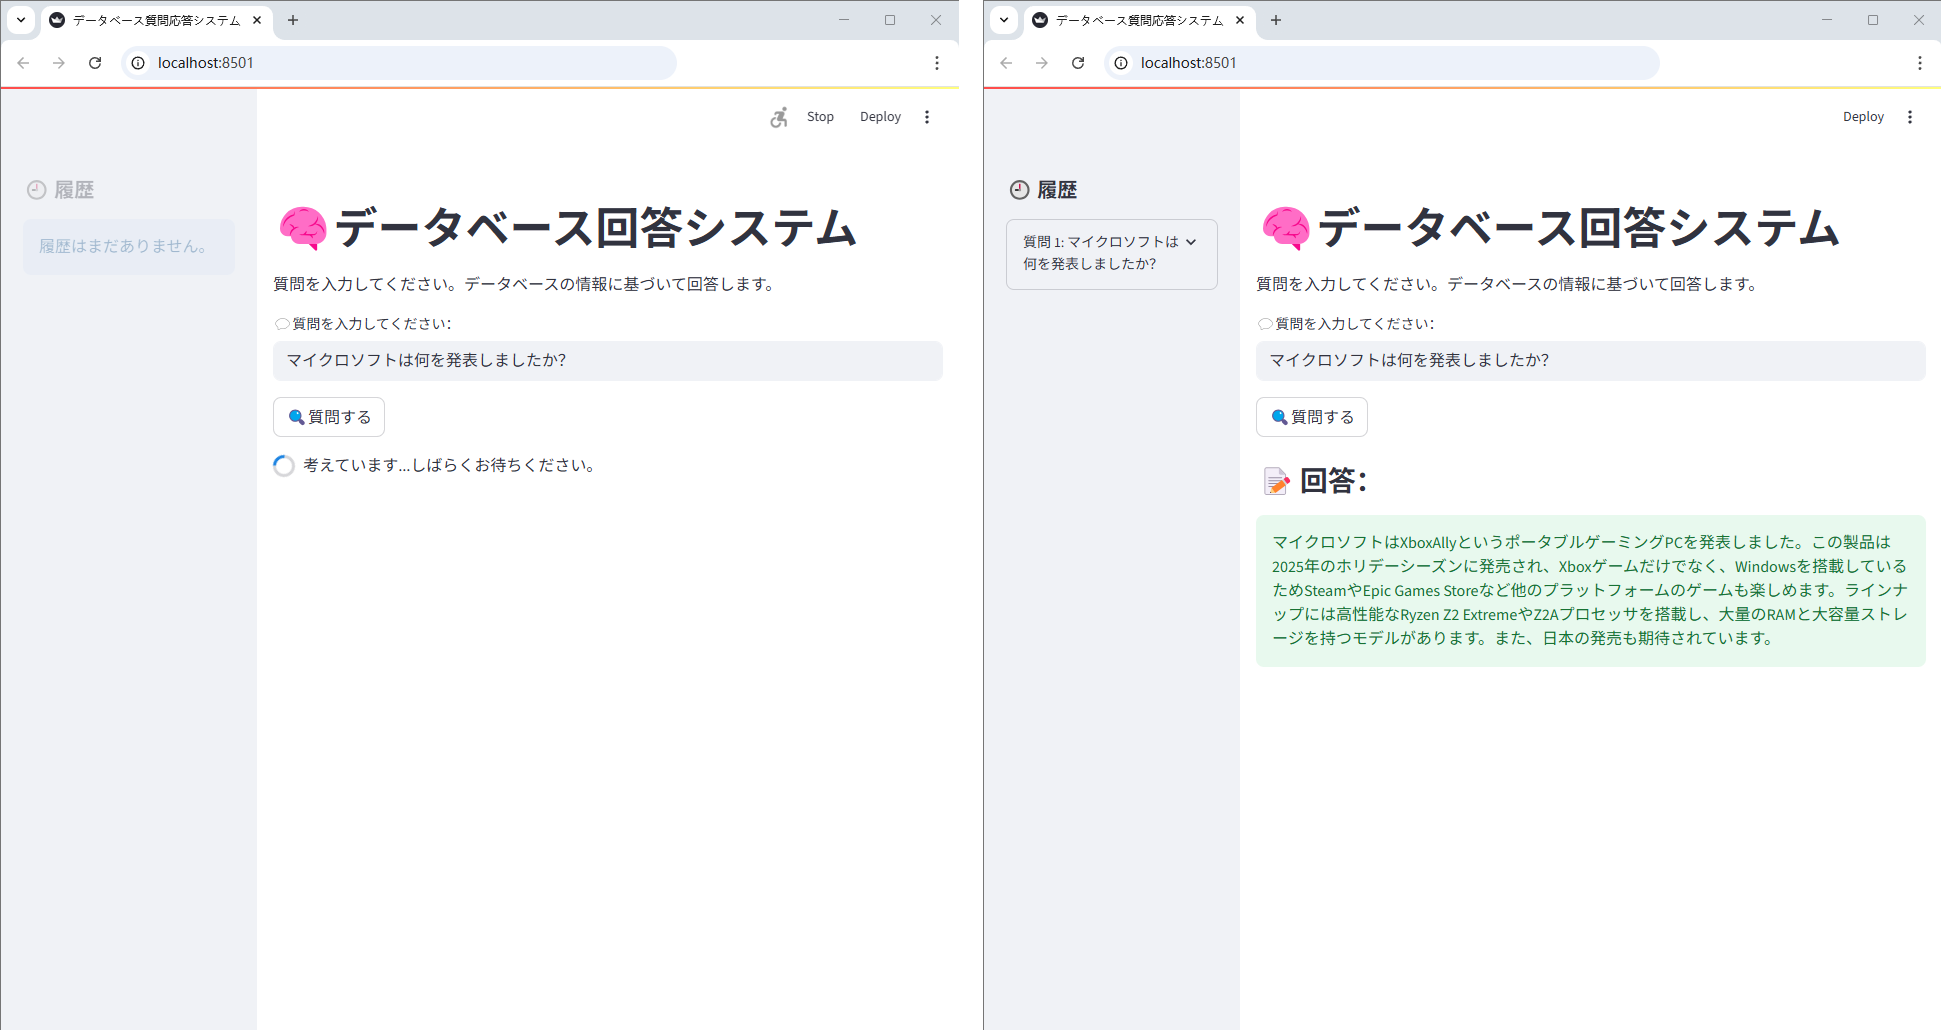 データベース質問応答システム
localhost:8501
Stop
Deploy
履歴
履歴はまだありません。
データベース回答システム
質問を入力してください。データベースの情報に基づいて回答します。
質問を入力してください:
マイクロソフトは何を発表しましたか?
質問する
考えています...しばらくお待ちください。
データベース質問応答システム
localhost:8501
Deploy
履歴
質問 1: マイクロソフトは
何を発表しましたか?
データベース回答システム
質問を入力してください。データベースの情報に基づいて回答します。
質問を入力してください:
マイクロソフトは何を発表しましたか?
質問する
回答:
マイクロソフトはXboxAllyというポータブルゲーミングPCを発表しました。この製品は
2025年のホリデーシーズンに発売され、Xboxゲームだけでなく、Windowsを搭載している
ためSteamやEpic Games Storeなど他のプラットフォームのゲームも楽しめます。ラインナ
ップには高性能なRyzen Z2 ExtremeやZ2Aプロセッサを搭載し、大量のRAMと大容量ストレ
ージを持つモデルがあります。また、日本の発売も期待されています。